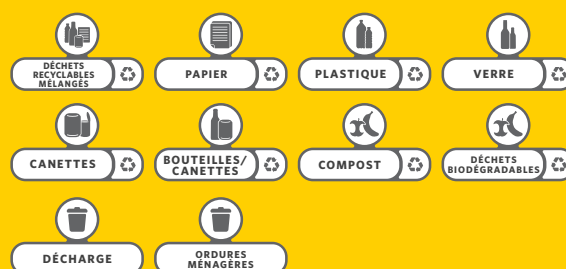 DÉCHETS
RECYCLABLES
MÉLANGÉS
PAPIER
PLASTIQUE
VERRE
CANETTES
BOUTEILLES/
CANETTES
COMPOST
DÉCHETS
BIODÉGRADABLES
DÉCHARGE
ORDURES
MÉNAGÈRES